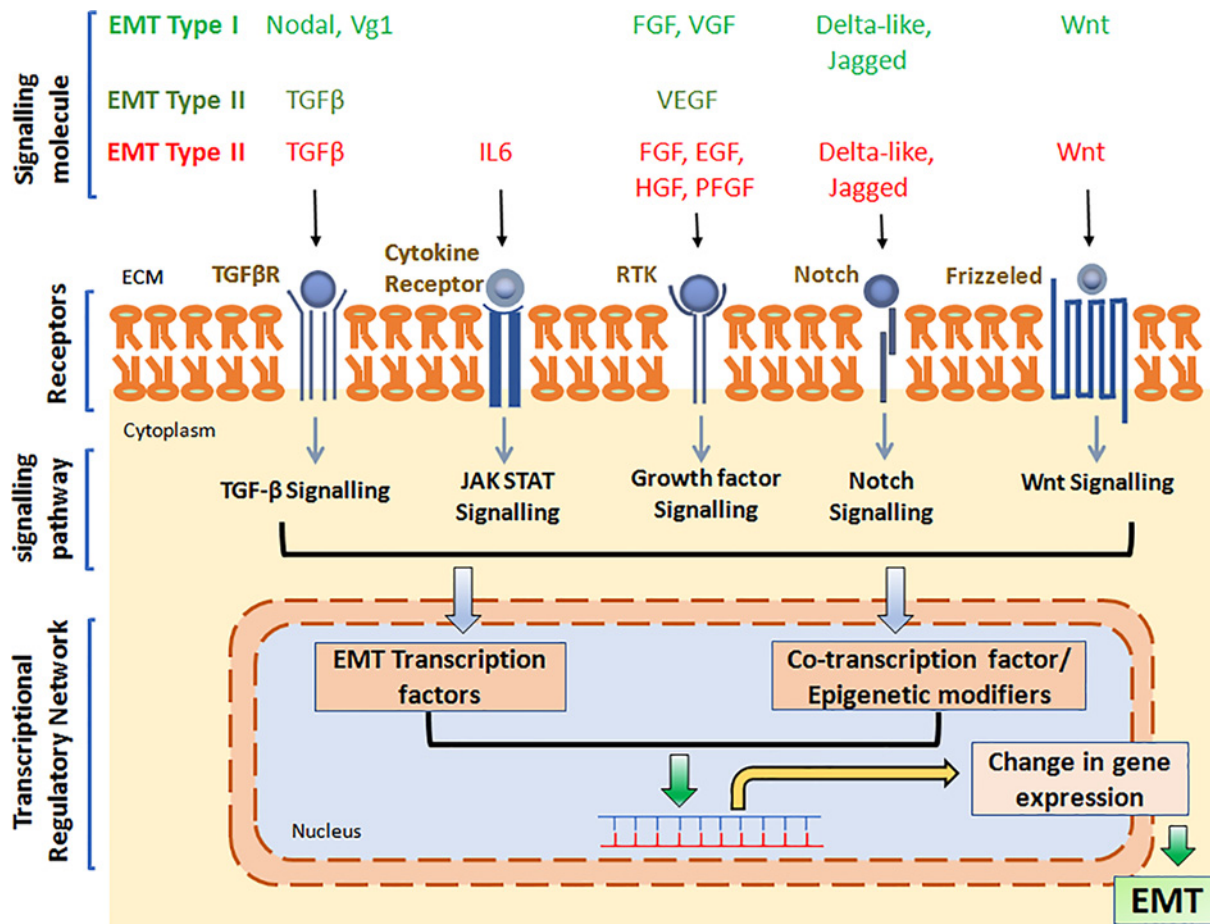 Signalling
molecule
EMT Type I Nodal, Vg1 FGF, VGF Delta-like, Wnt
Jagged
EMT Type II TGFβ VEGF
EMT Type II TGFβ IL6 FGF, EGF, Delta-like, Wnt
HGF, PFGF Jagged
Receptors
ECM TGFβR Cytokine RTK Notch Frizzeled
Receptor
Cytoplasm
signalling
pathway
TGF-β Signalling JAK STAT Growth factor Notch Wnt Signalling
Signalling Signalling Signalling
Transcriptional
Regulatory Network
EMT Transcription Co-transcription factor/
factors Epigenetic modifiers
Change in gene
expression
Nucleus
EMT